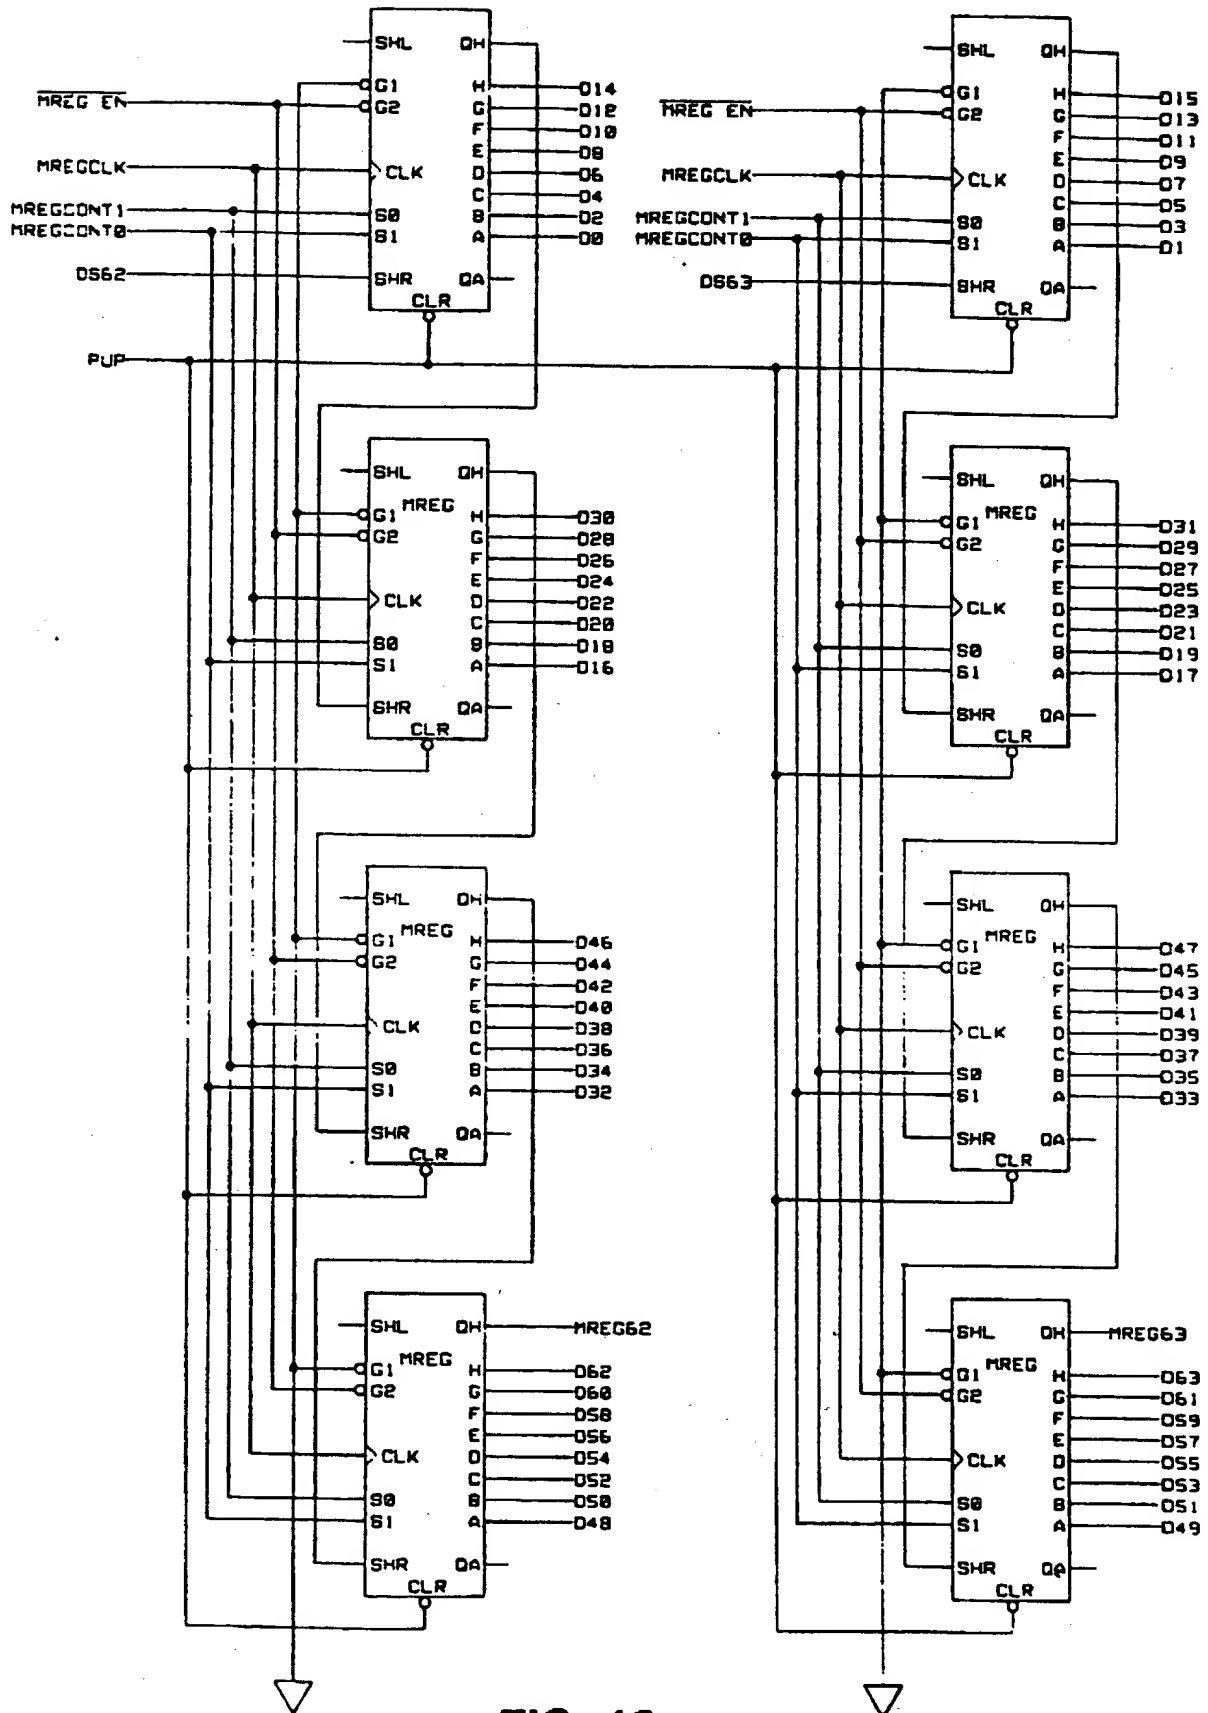 SHL QH
G1 H D14
MREG EN G2 G D12
F D10
E D8
MREGCLK CLK D D6
C D4
MREGCONT1 S0 B D2
MREGCONT0 S1 A D0
DS62 SHR QA
CLR
PUP
SHL QH
MREG
G1 H D30
G2 G D28
F D26
E D24
CLK D D22
C D20
S0 B D18
S1 A D16
SHR QA
CLR
SHL QH
MREG
G1 H D46
G2 G D44
F D42
E D40
CLK D D38
C D36
S0 B D34
S1 A D32
SHR QA
CLR
SHL QH MREG62
MREG
G1 H D62
G2 G D60
F D58
E D56
CLK D D54
C D52
S0 B D50
S1 A D48
SHR QA
CLR
SHL QH
G1 H D15
MREG EN G2 G D13
F D11
E D9
MREGCLK CLK D D7
C D5
MREGCONT1 S0 B D3
MREGCONT0 S1 A D1
DS63 SHR QA
CLR
SHL QH
MREG
G1 H D31
G2 G D29
F D27
E D25
CLK D D23
C D21
S0 B D19
S1 A D17
SHR QA
CLR
SHL QH
MREG
G1 H D47
G2 G D45
F D43
E D41
CLK D D39
C D37
S0 B D35
S1 A D33
SHR QA
CLR
SHL QH MREG63
MREG
G1 H D63
G2 G D61
F D59
E D57
CLK D D55
C D53
S0 B D51
S1 A D49
SHR QA
CLR